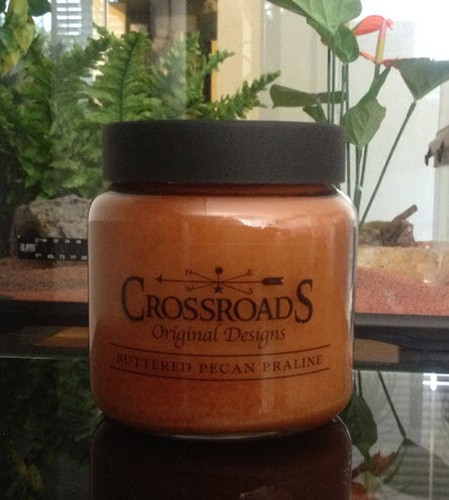 CROSSROADS
Original Designs
BUTTERED PECAN PRALINE